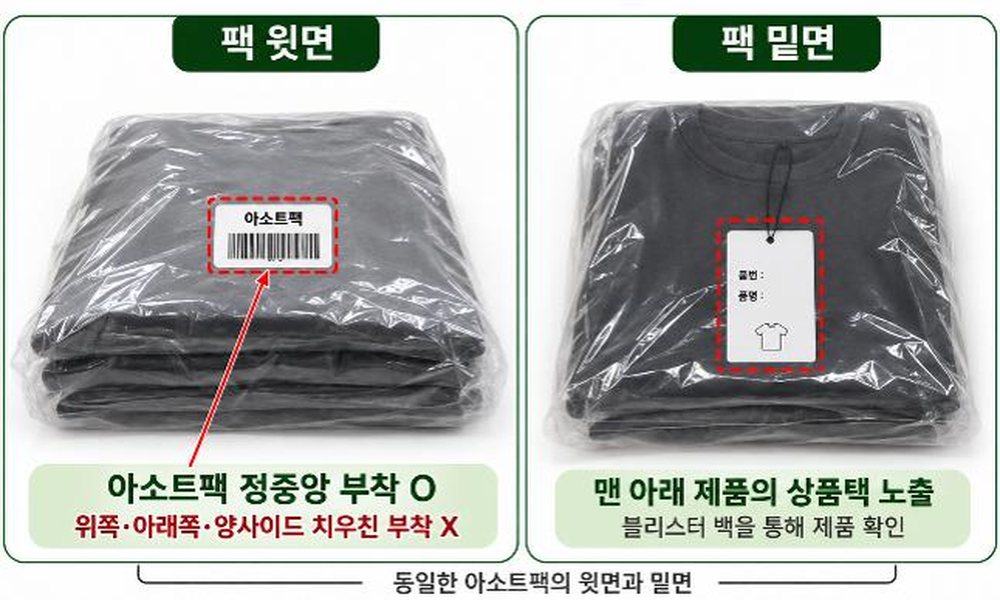 팩 윗면
아소트팩
아소트팩 정중앙 부착 O
위쪽·아래쪽·양사이드 치우친 부착 X
팩 밑면
품번 :
품명 :
맨 아래 제품의 상품택 노출
블리스터 백을 통해 제품 확인
동일한 아소트팩의 윗면과 밑면